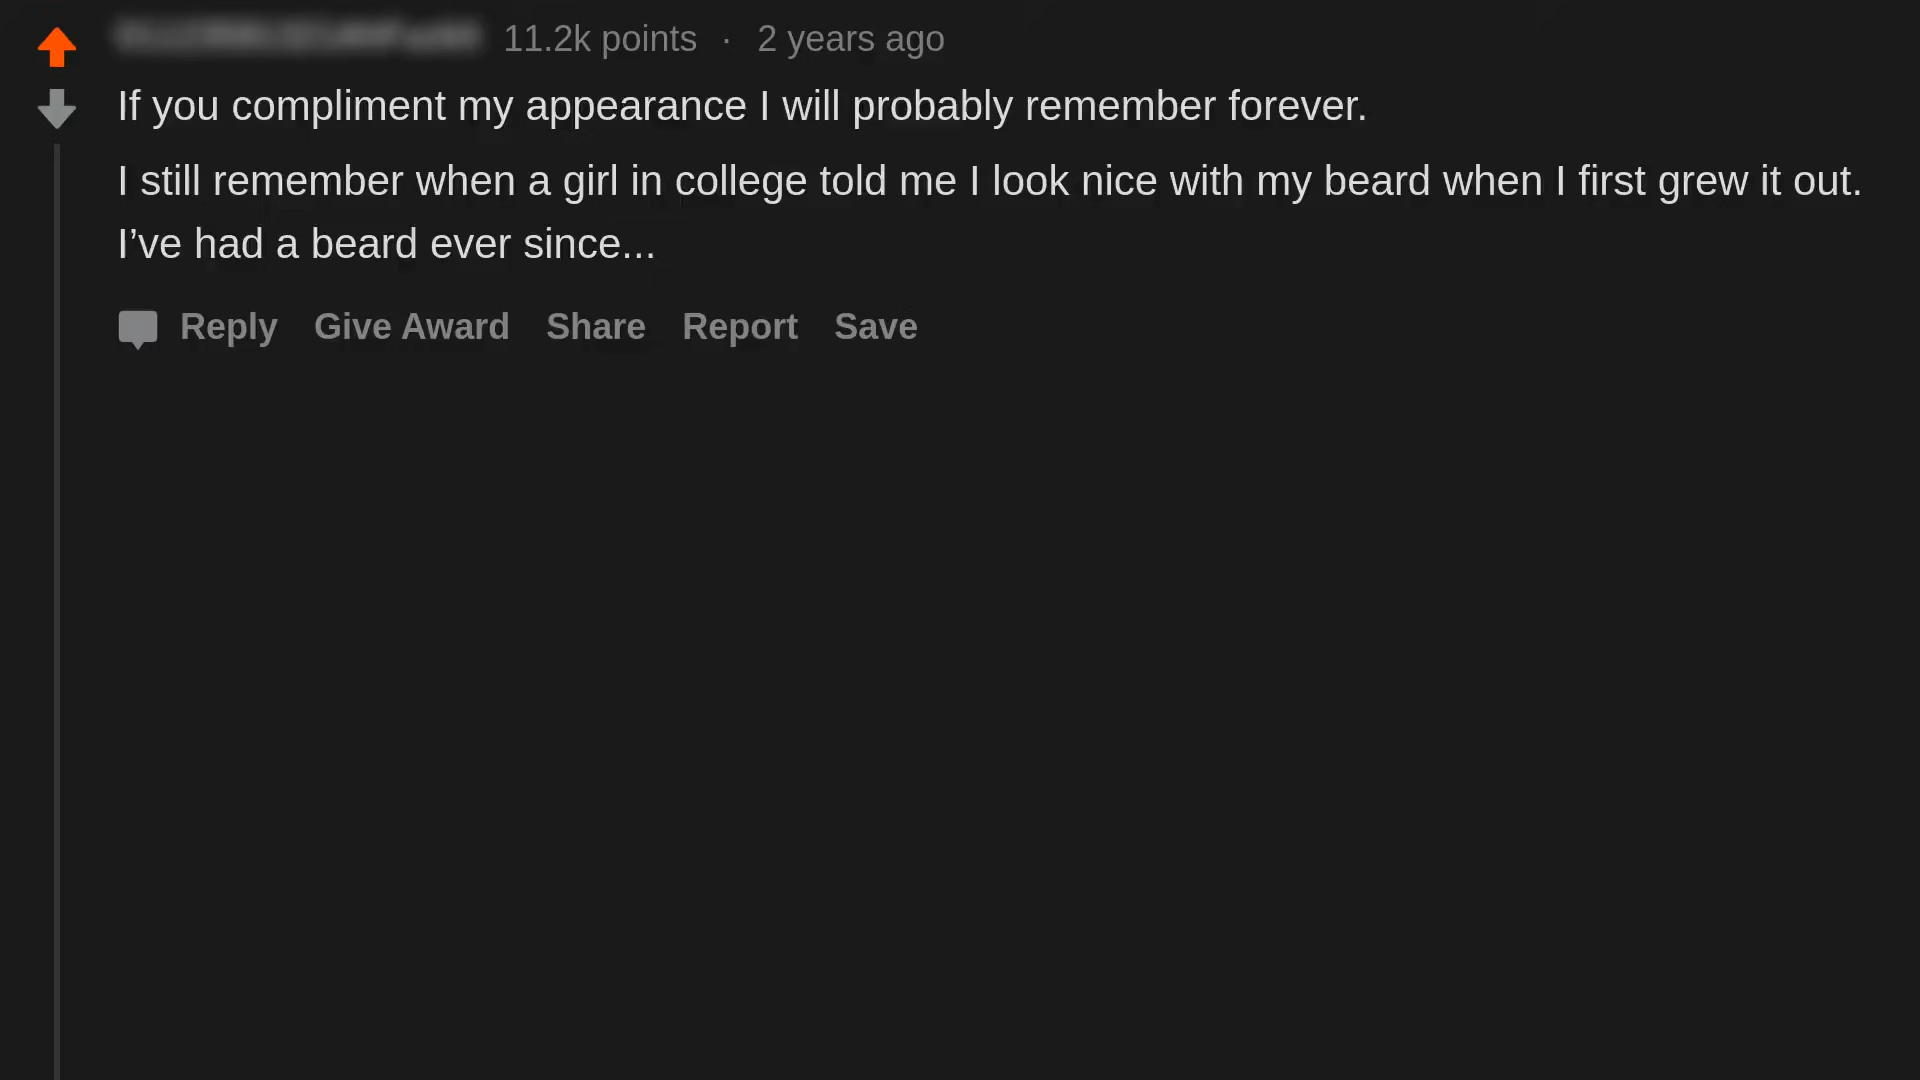 11.2k points · 2 years ago
If you compliment my appearance I will probably remember forever.
I still remember when a girl in college told me I look nice with my beard when I first grew it out.
I’ve had a beard ever since...
Reply Give Award Share Report Save